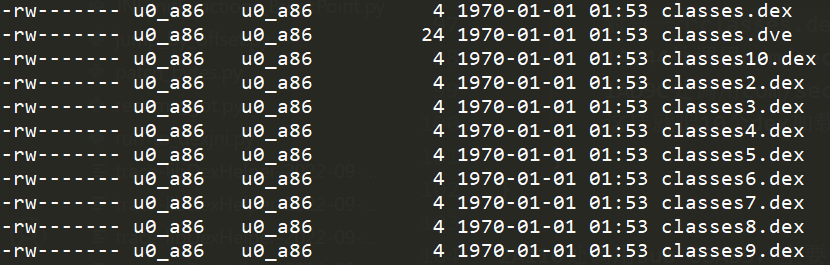 -rw------- u0_a86   u0_a86          4 1970-01-01 01:53 classes.dex
-rw------- u0_a86   u0_a86         24 1970-01-01 01:53 classes.dve
-rw------- u0_a86   u0_a86          4 1970-01-01 01:53 classes10.dex
-rw------- u0_a86   u0_a86          4 1970-01-01 01:53 classes2.dex
-rw------- u0_a86   u0_a86          4 1970-01-01 01:53 classes3.dex
-rw------- u0_a86   u0_a86          4 1970-01-01 01:53 classes4.dex
-rw------- u0_a86   u0_a86          4 1970-01-01 01:53 classes5.dex
-rw------- u0_a86   u0_a86          4 1970-01-01 01:53 classes6.dex
-rw------- u0_a86   u0_a86          4 1970-01-01 01:53 classes7.dex
-rw------- u0_a86   u0_a86          4 1970-01-01 01:53 classes8.dex
-rw------- u0_a86   u0_a86          4 1970-01-01 01:53 classes9.dex